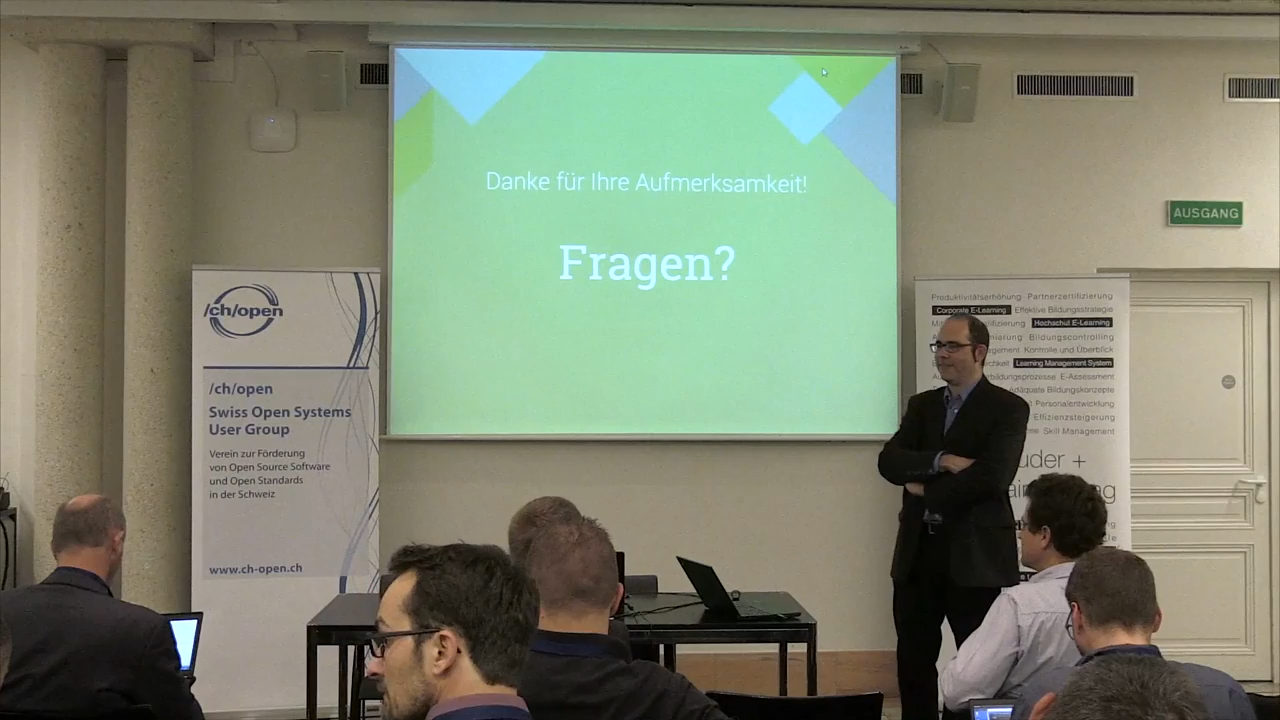 Danke für Ihre Aufmerksamkeit!
Fragen?
AUSGANG
/ch/open
/ch/open
Swiss Open Systems
User Group
Verein zur Förderung
von Open Source Software
und Open Standards
in der Schweiz
www.ch-open.ch
Produktivitätserhöhung Partnerzertifizierung
Corporate E-Learning Effektive Bildungsstrategie
Hochschul E-Learning
Bildungscontrolling
Kontrolle und Überblick
Learning Management System
E-Assessment
Adäquate Bildungskonzepte
Personalentwicklung
Effizienzsteigerung
Skill Management
+